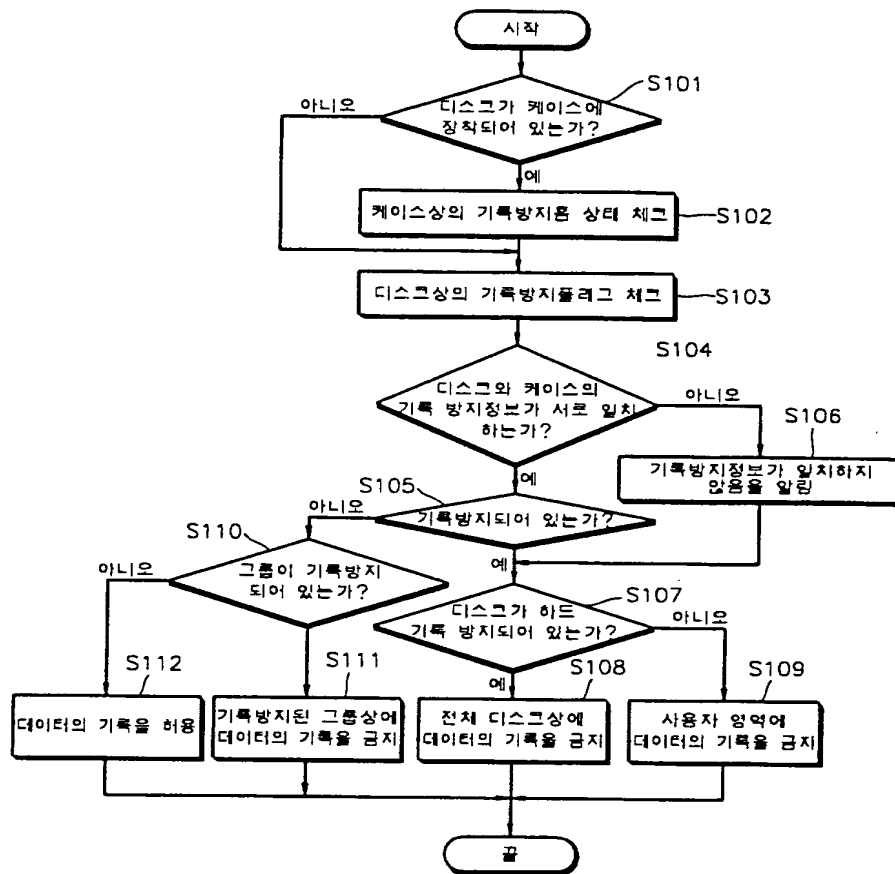 시작
S101
아니오
디스크가 케이스에
장착되어 있는가?
예
케이스상의 기록방지홈 상태 체크
S102
디스크상의 기록방지플래그 체크
S103
S104
디스크와 케이스의
기록 방지정보가 서로 일치
하는가?
아니오
S106
기록방지정보가 일치하지
않음을 알림
예
S105
기록방지되어 있는가?
아니오
S110
그룹이 기록방지
되어 있는가?
아니오
예
S107
디스크가 하드
기록 방지되어 있는가?
아니오
S112
데이터의 기록을 허용
S111
기록방지된 그룹상에
데이터의 기록을 금지
예
S108
전체 디스크상에
데이터의 기록을 금지
S109
사용자 영역에
데이터의 기록을 금지
끝